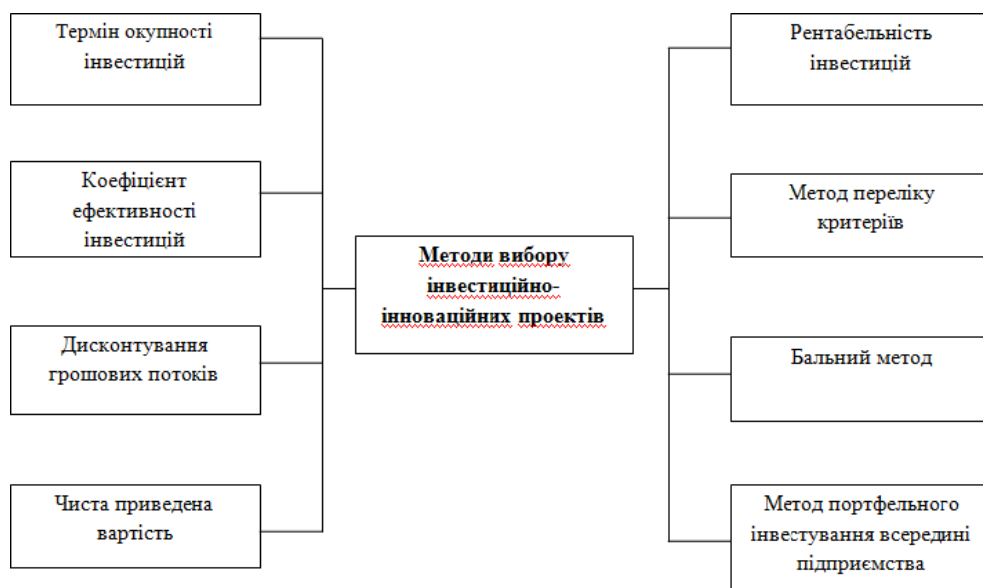 Термін окупності
інвестицій
Коефіцієнт
ефективності
інвестицій
Дисконтування
грошових потоків
Чиста приведена
вартість
Методи вибору
інвестиційно-
інноваційних проектів
Рентабельність
інвестицій
Метод переліку
критеріїв
Бальний метод
Метод портфельного
інвестування всередині
підприємства